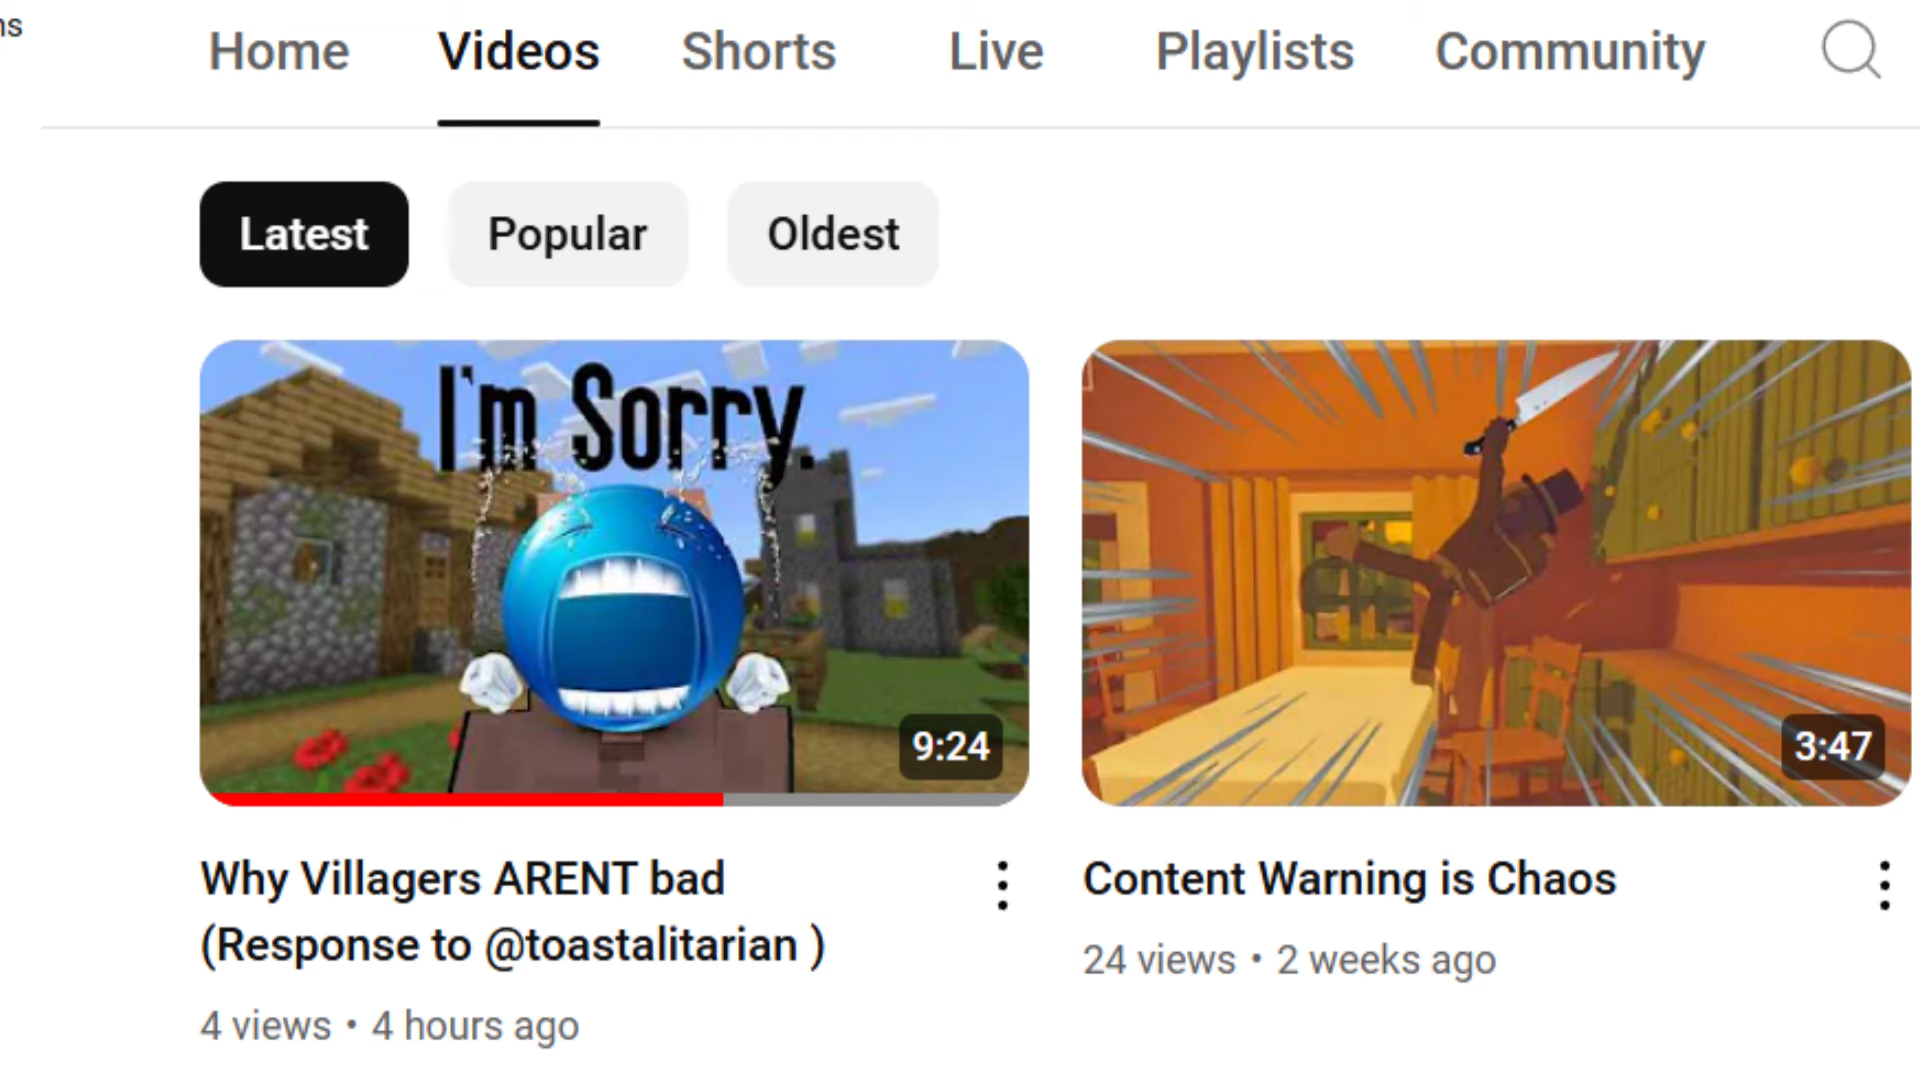 ns
Home Videos Shorts Live Playlists Community
Latest Popular Oldest
I'm Sorry.
9:24
3:47
Why Villagers ARENT bad
(Response to @toastalitarian )
4 views • 4 hours ago
Content Warning is Chaos
24 views • 2 weeks ago